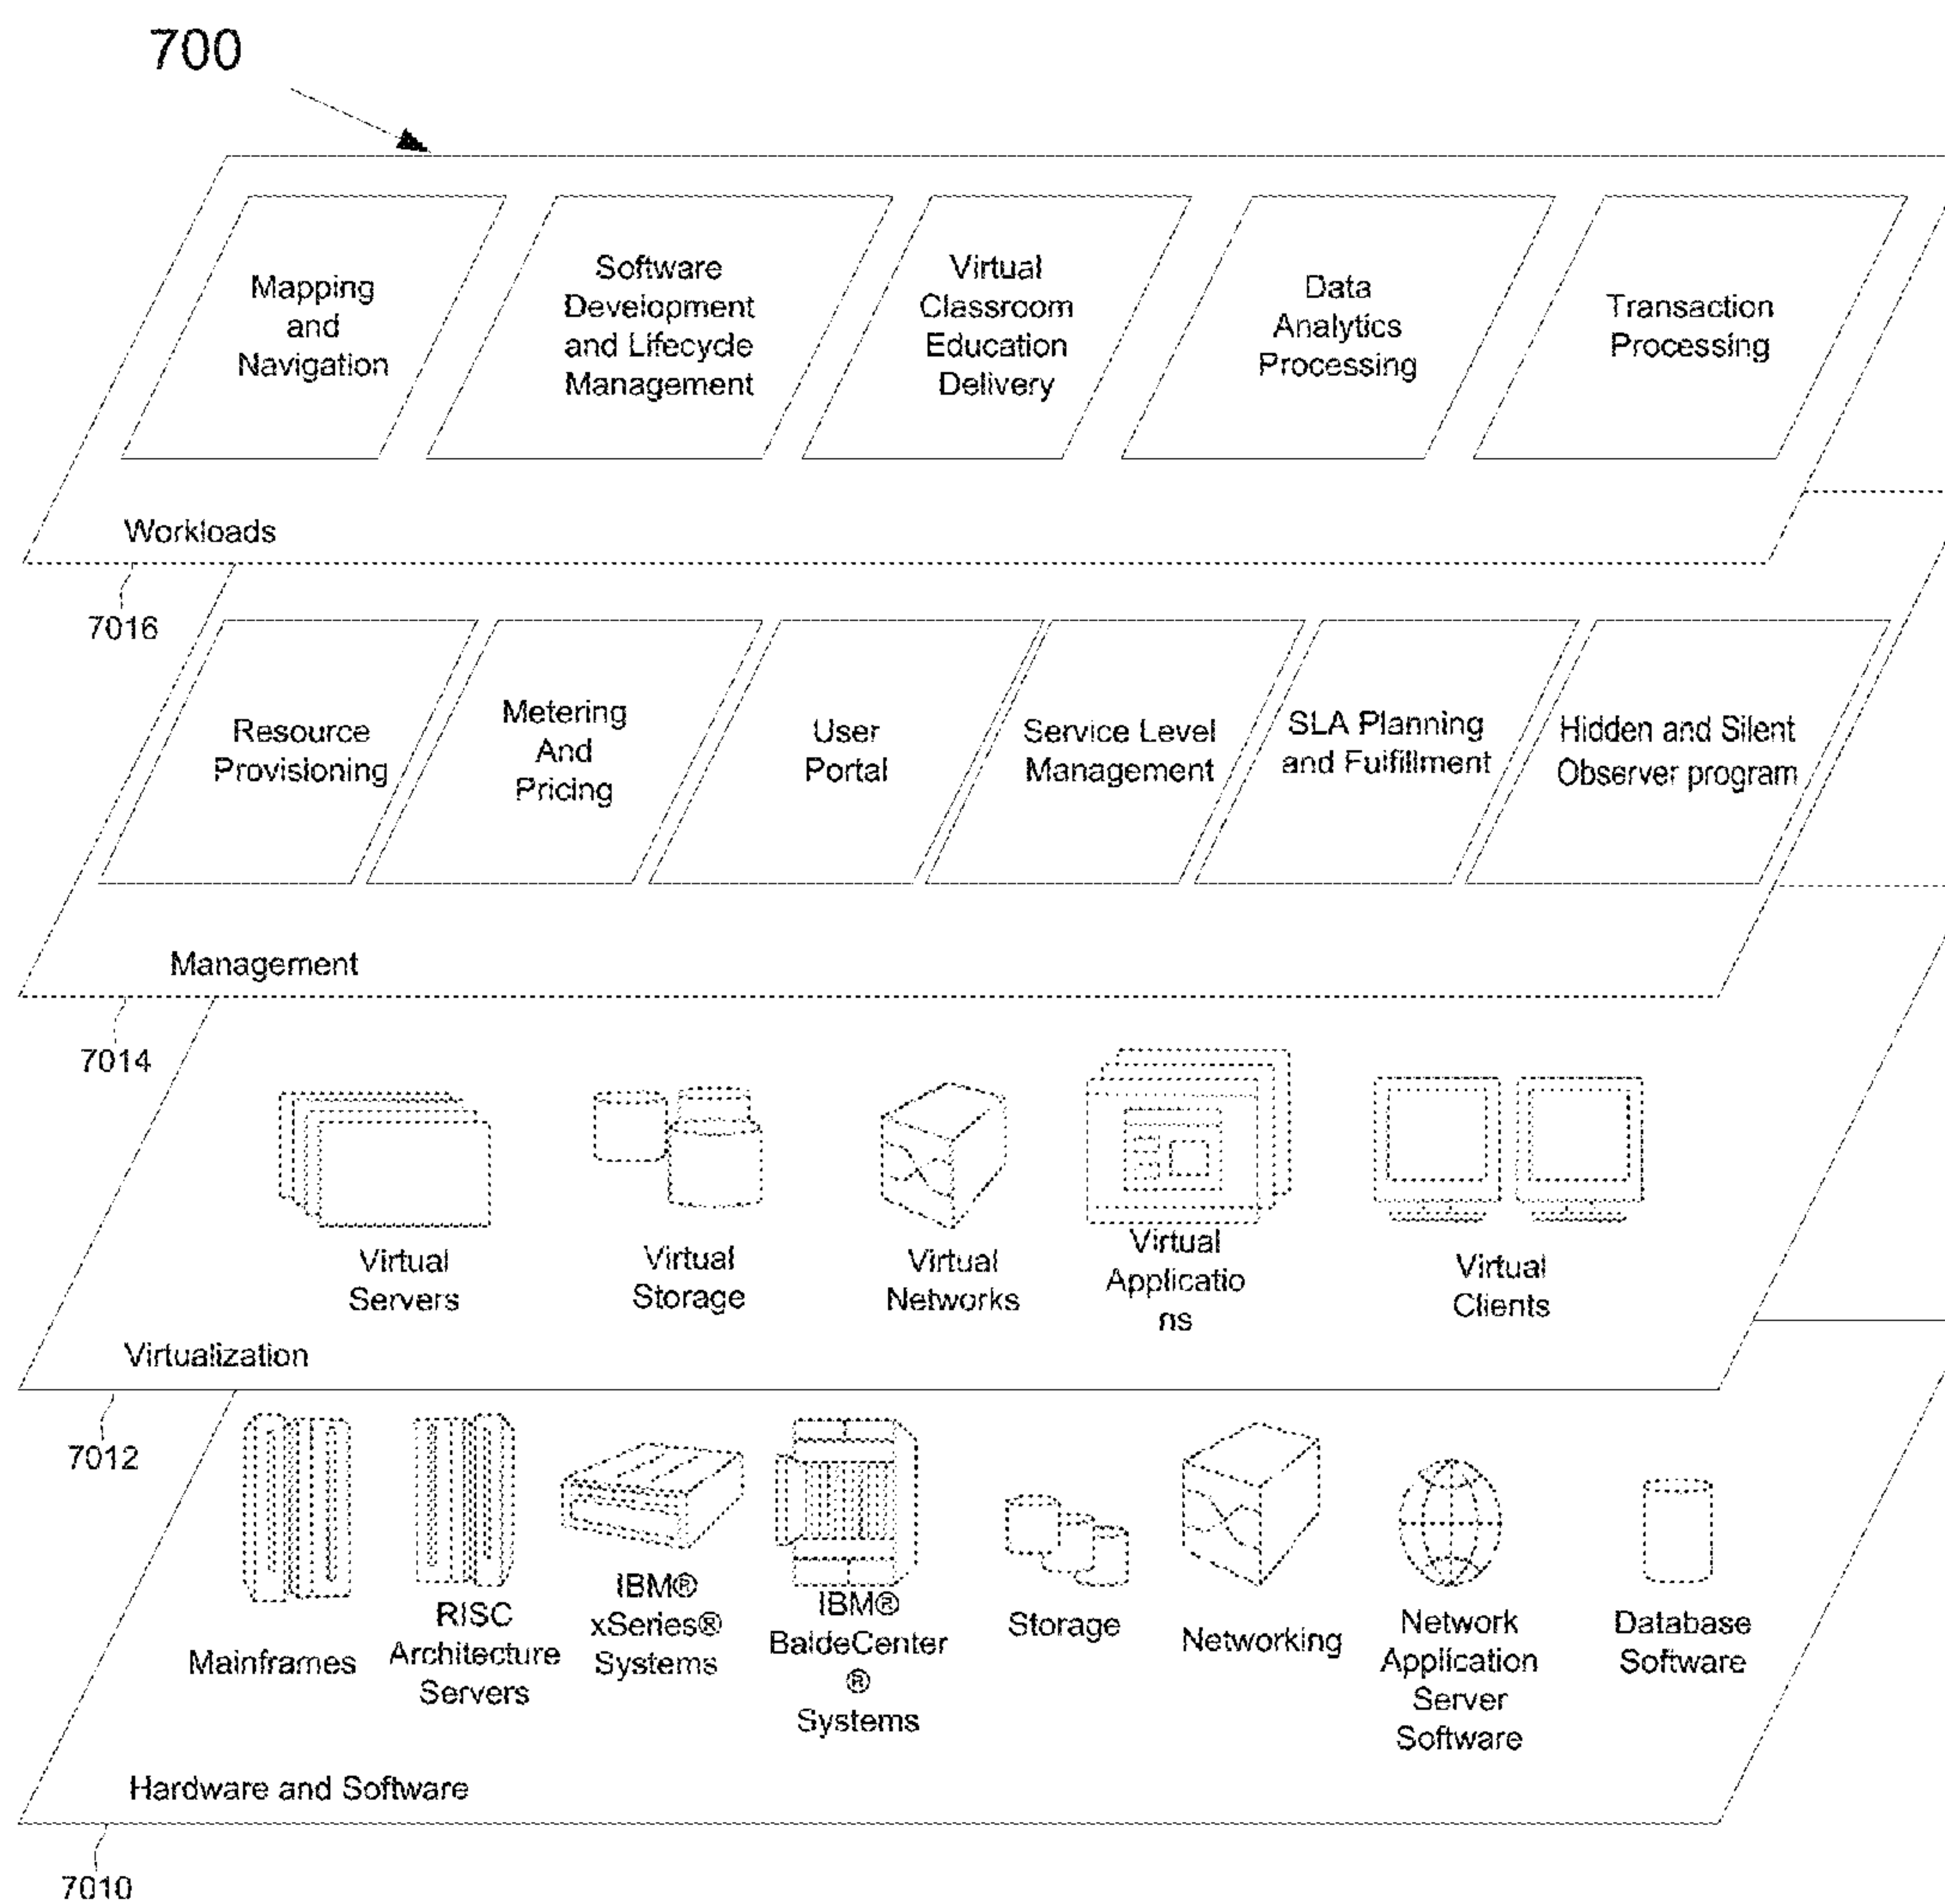 700
Mapping
and
Navigation
Software
Development
and Lifecycle
Management
Virtual
Classroom
Education
Delivery
Data
Analytics
Processing
Transaction
Processing
Workloads
7016
Resource
Provisioning
Metering
And
Pricing
User
Portal
Service Level
Management
SLA Planning
and Fulfillment
Hidden and Silent
Observer program
Management
7014
Virtual
Servers
Virtual
Storage
Virtual
Networks
Virtual
Applicatio
ns
Virtual
Clients
Virtualization
7012
Mainframes
RISC
Architecture
Servers
IBM®
xSeries®
Systems
IBM®
BaldeCenter
®
Systems
Storage
Networking
Network
Application
Server
Software
Database
Software
Hardware and Software
7010